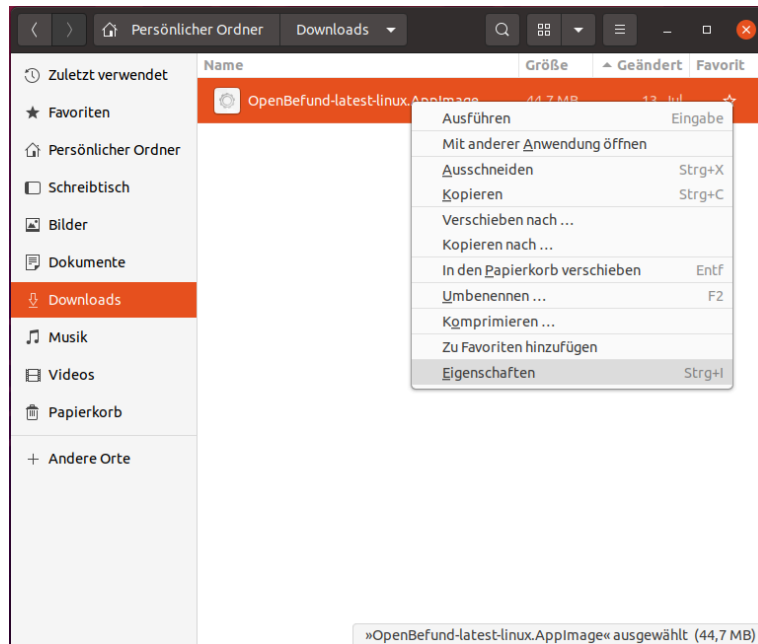 Persönlicher Ordner Downloads
Name Größe Geändert Favorit
Zuletzt verwendet
Favoriten
Persönlicher Ordner
Schreibtisch
Bilder
Dokumente
Downloads
Musik
Videos
Papierkorb
Andere Orte
OpenBefund-latest-linux.AppImage 44,7 MB 13. Jul
Ausführen Eingabe
Mit anderer Anwendung öffnen
Ausschneiden Strg+X
Kopieren Strg+C
Verschieben nach …
Kopieren nach …
In den Papierkorb verschieben Entf
Umbenennen … F2
Komprimieren …
Zu Favoriten hinzufügen
Eigenschaften Strg+I
»OpenBefund-latest-linux.AppImage« ausgewählt (44,7 MB)